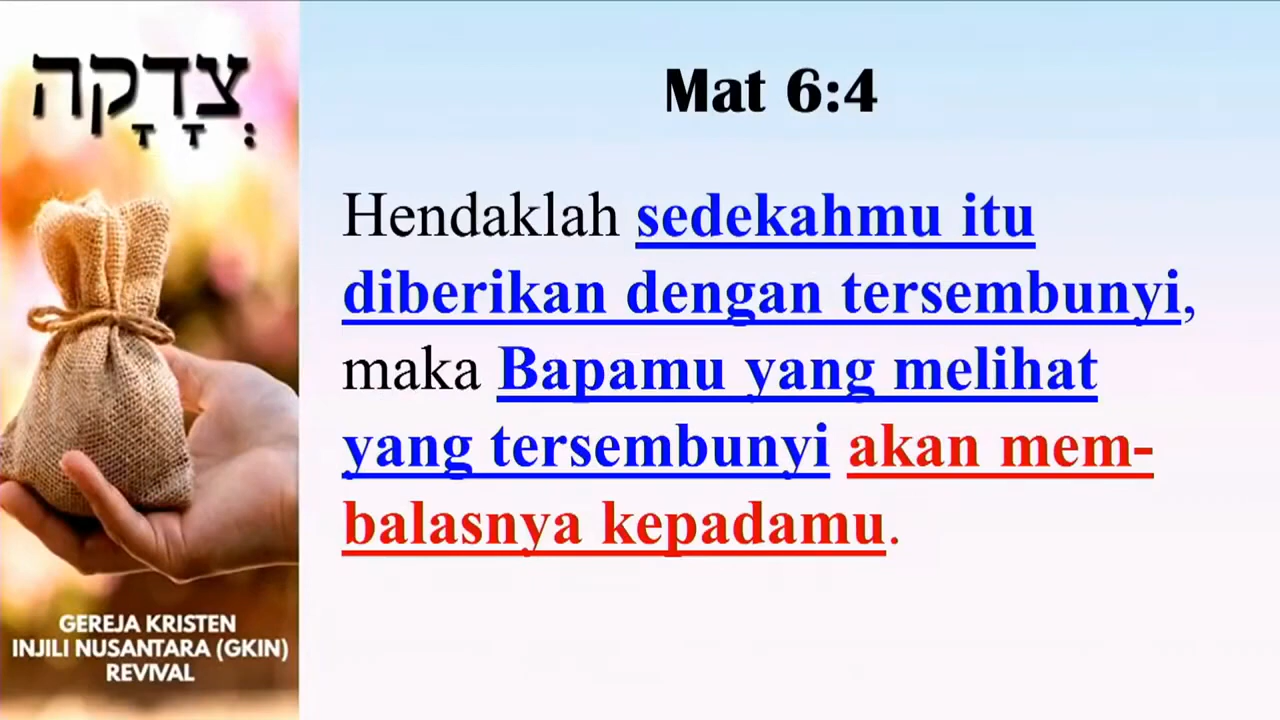 צְדָקָה
GEREJA KRISTEN
INJILI NUSANTARA (GKIN)
REVIVAL
Mat 6:4
Hendaklah sedekahmu itu
diberikan dengan tersembunyi,
maka Bapamu yang melihat
yang tersembunyi akan mem-
balasnya kepadamu.